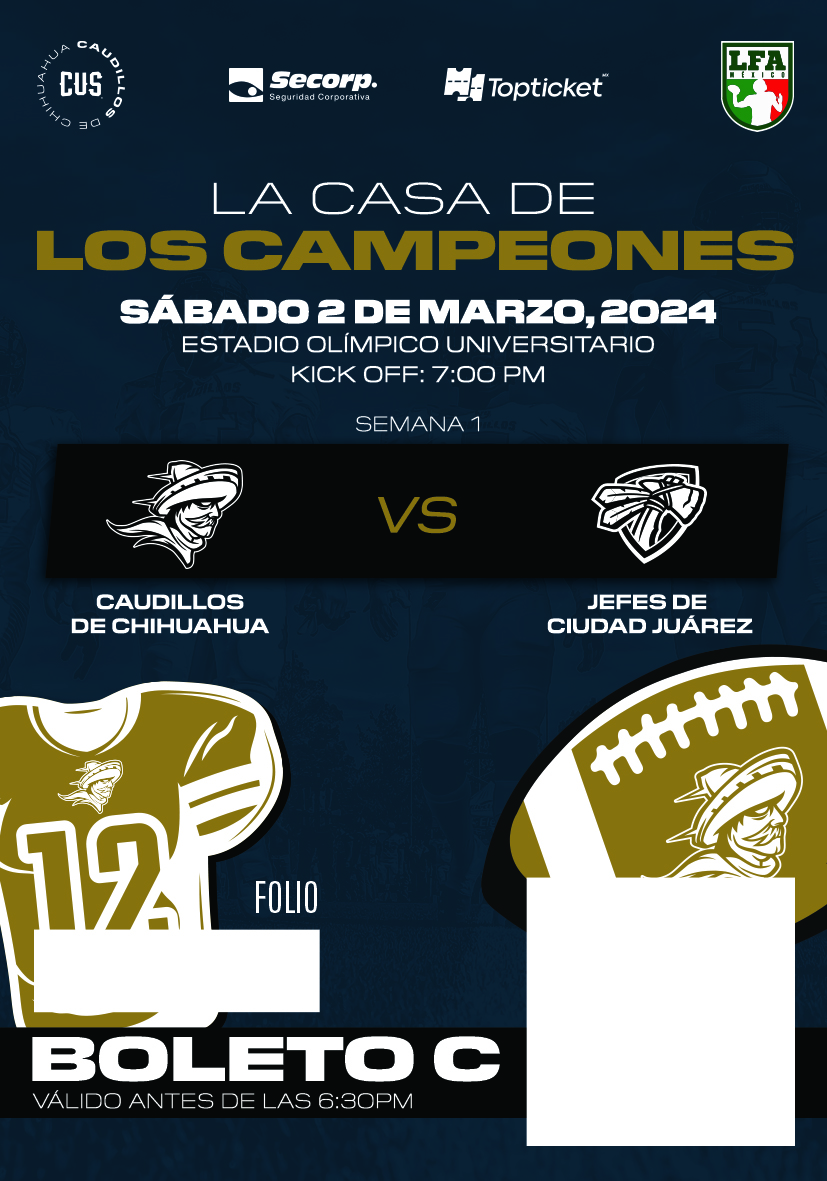 CAUDILLOS DE CHIHUAHUA
CUS
Secorp.
Seguridad Corporativa
Topticket MX
LFA
MÉXICO
LA CASA DE
LOS CAMPEONES
SÁBADO 2 DE MARZO, 2024
ESTADIO OLÍMPICO UNIVERSITARIO
KICK OFF: 7:00 PM
SEMANA 1
VS
CAUDILLOS
DE CHIHUAHUA
JEFES DE
CIUDAD JUÁREZ
12
FOLIO
BOLETO C
VÁLIDO ANTES DE LAS 6:30PM